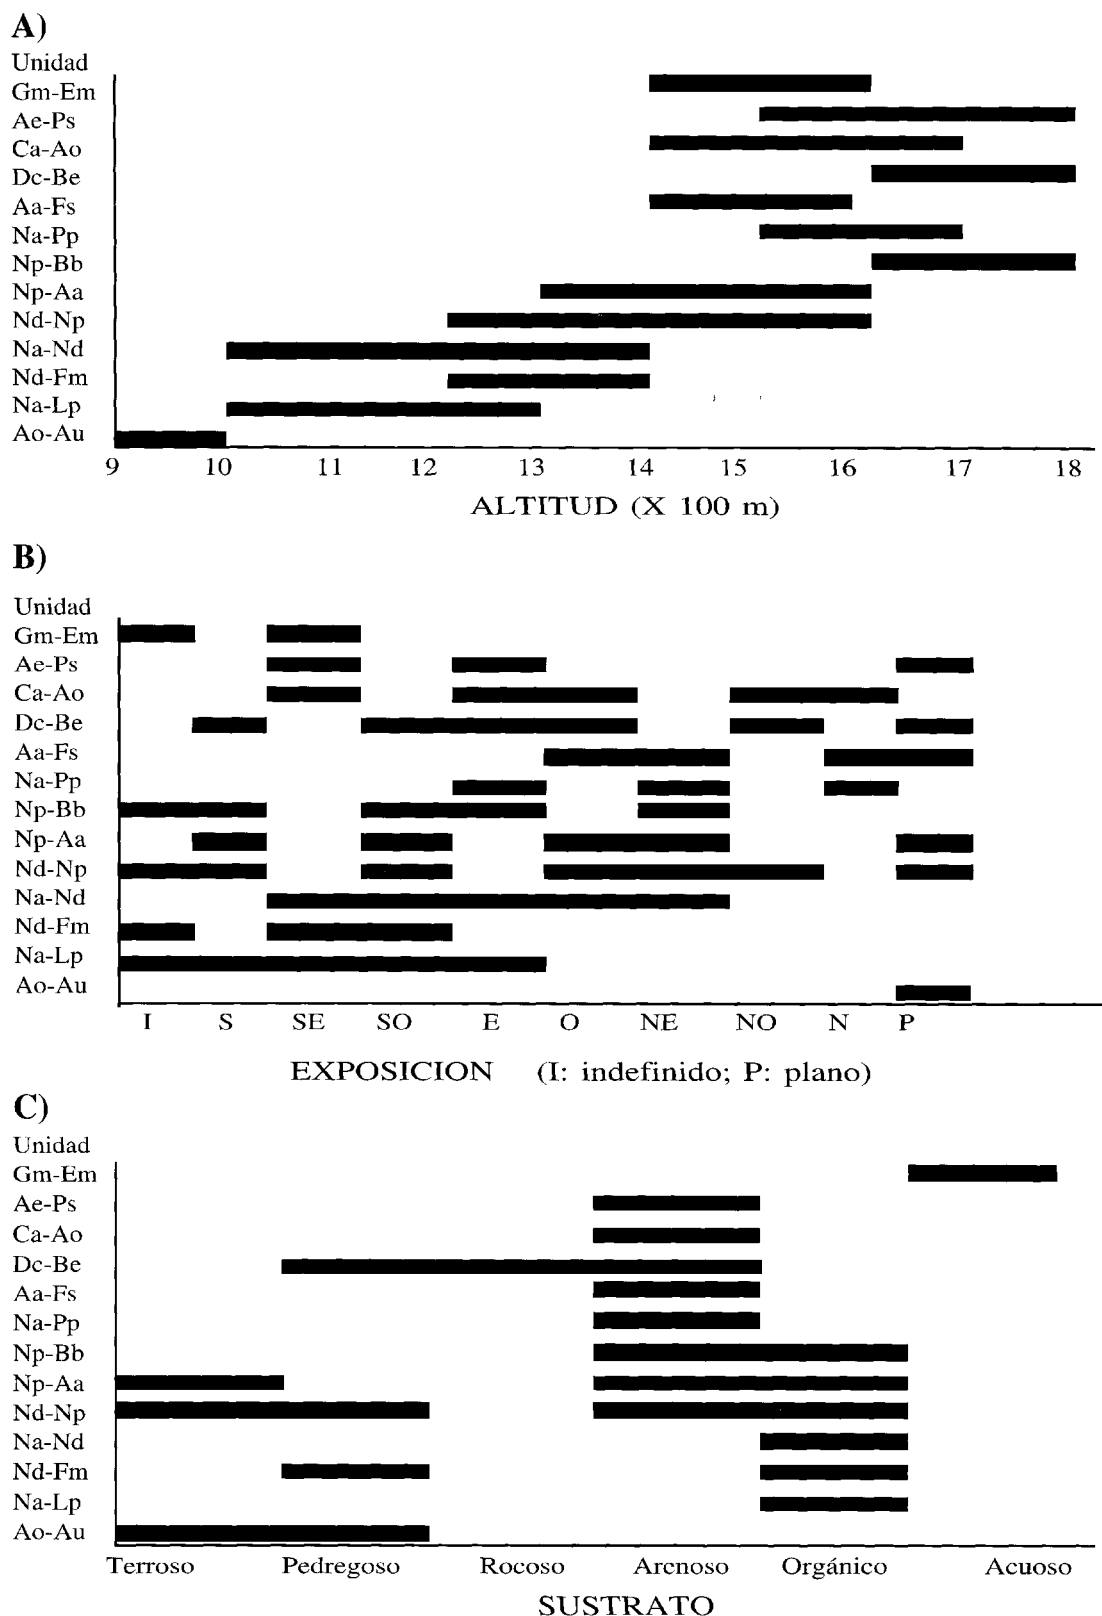 A)
Unidad
Gm-Em
Ae-Ps
Ca-Ao
Dc-Be
Aa-Fs
Na-Pp
Np-Bb
Np-Aa
Nd-Np
Na-Nd
Nd-Fm
Na-Lp
Ao-Au
9 10 11 12 13 14 15 16 17 18
ALTITUD (X 100 m)
B)
Unidad
Gm-Em
Ae-Ps
Ca-Ao
Dc-Be
Aa-Fs
Na-Pp
Np-Bb
Np-Aa
Nd-Np
Na-Nd
Nd-Fm
Na-Lp
Ao-Au
I S SE SO E O NE NO N P
EXPOSICION (I: indefinido; P: plano)
C)
Unidad
Gm-Em
Ae-Ps
Ca-Ao
Dc-Be
Aa-Fs
Na-Pp
Np-Bb
Np-Aa
Nd-Np
Na-Nd
Nd-Fm
Na-Lp
Ao-Au
Terroso Pedregoso Rocoso Arenoso Orgánico Acuoso
SUSTRATO